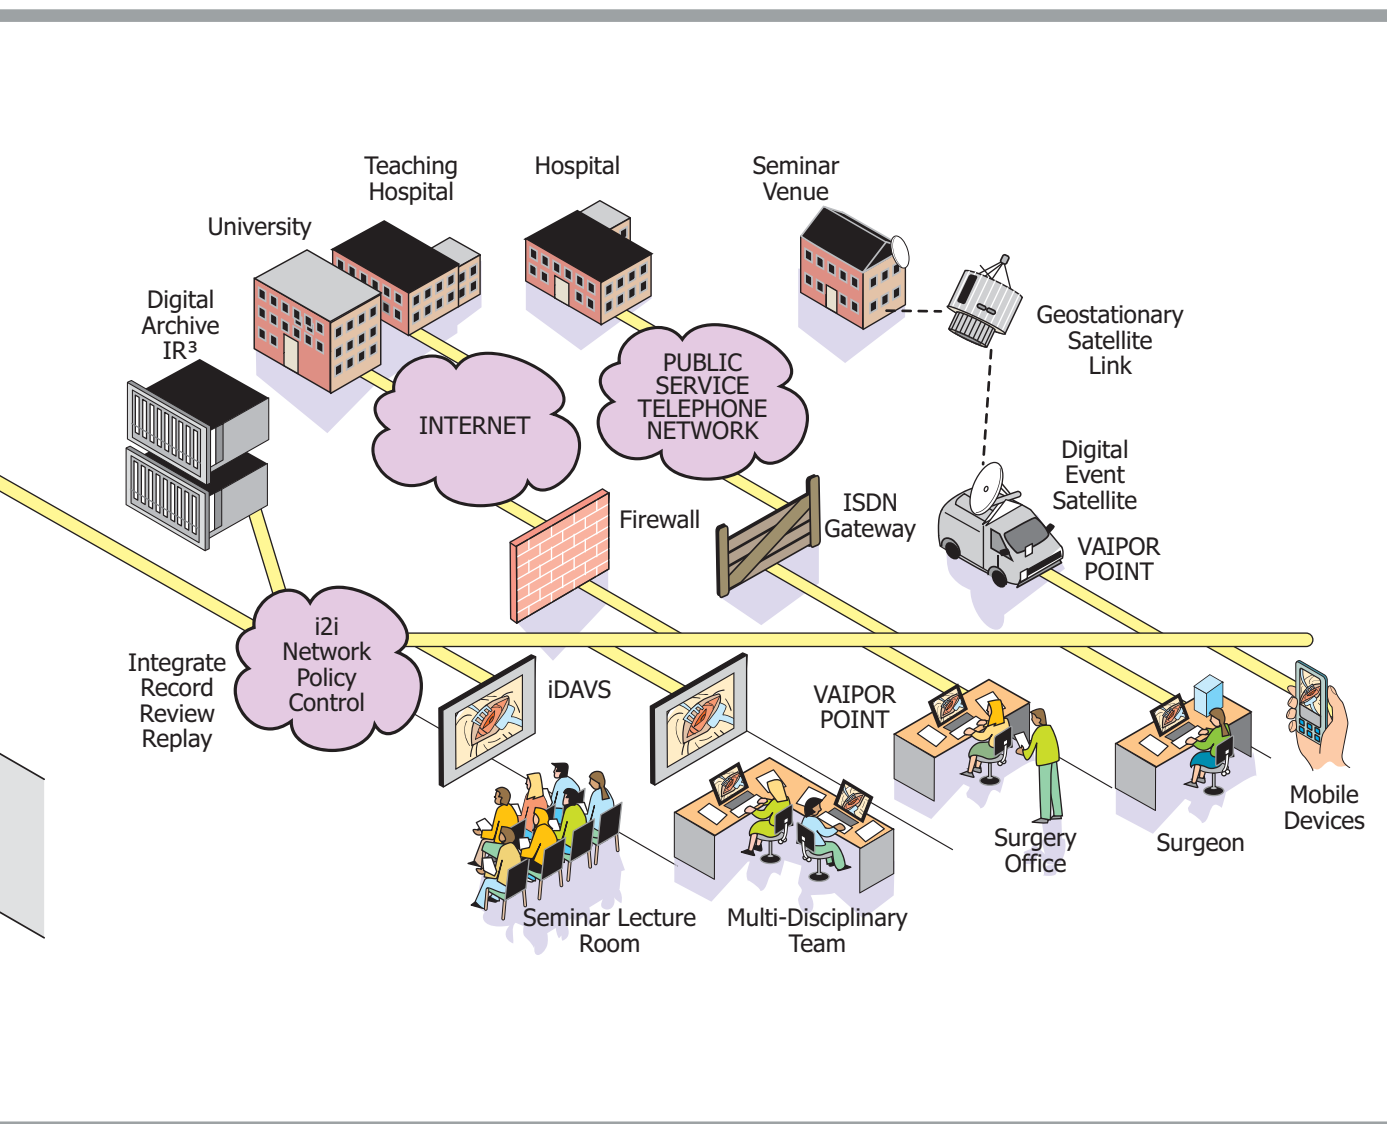 Teaching
Hospital
Hospital
Seminar
Venue
University
Digital
Archive
IR³
Geostationary
Satellite
Link
PUBLIC
SERVICE
TELEPHONE
NETWORK
INTERNET
Digital
Event
Satellite
Firewall
ISDN
Gateway
VAIPOR
POINT
i2i
Network
Policy
Control
Integrate
Record
Review
Replay
iDAVS
VAIPOR
POINT
Mobile
Devices
Surgery
Office
Surgeon
Seminar Lecture
Room
Multi-Disciplinary
Team